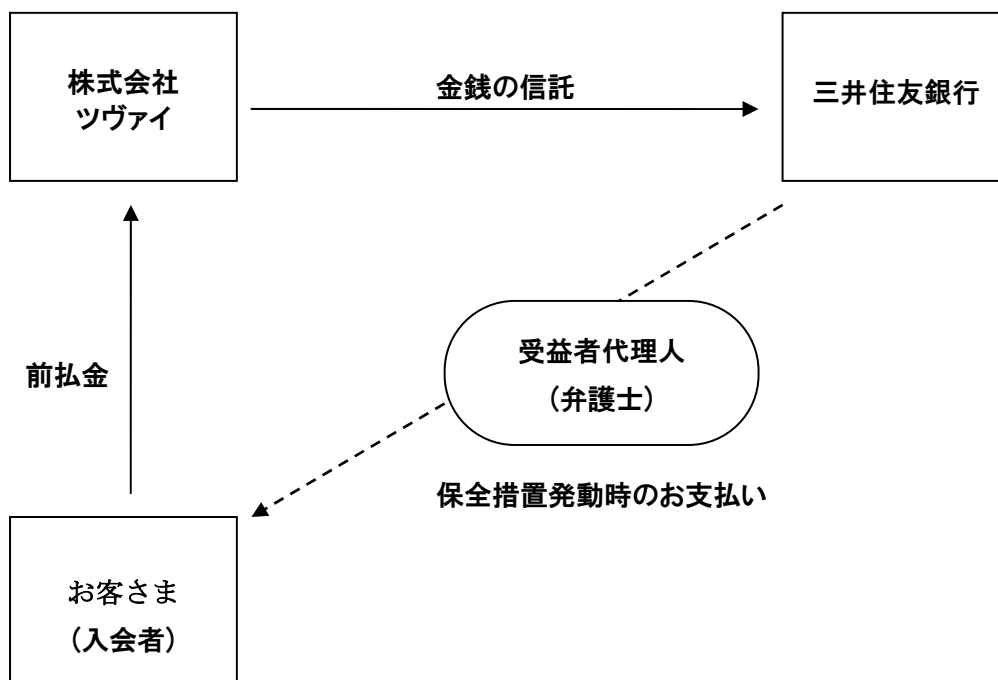 株式会社
ツヴァイ
金銭の信託
三井住友銀行
前払金
受益者代理人
(弁護士)
保全措置発動時のお支払い
お客さま
(入会者)